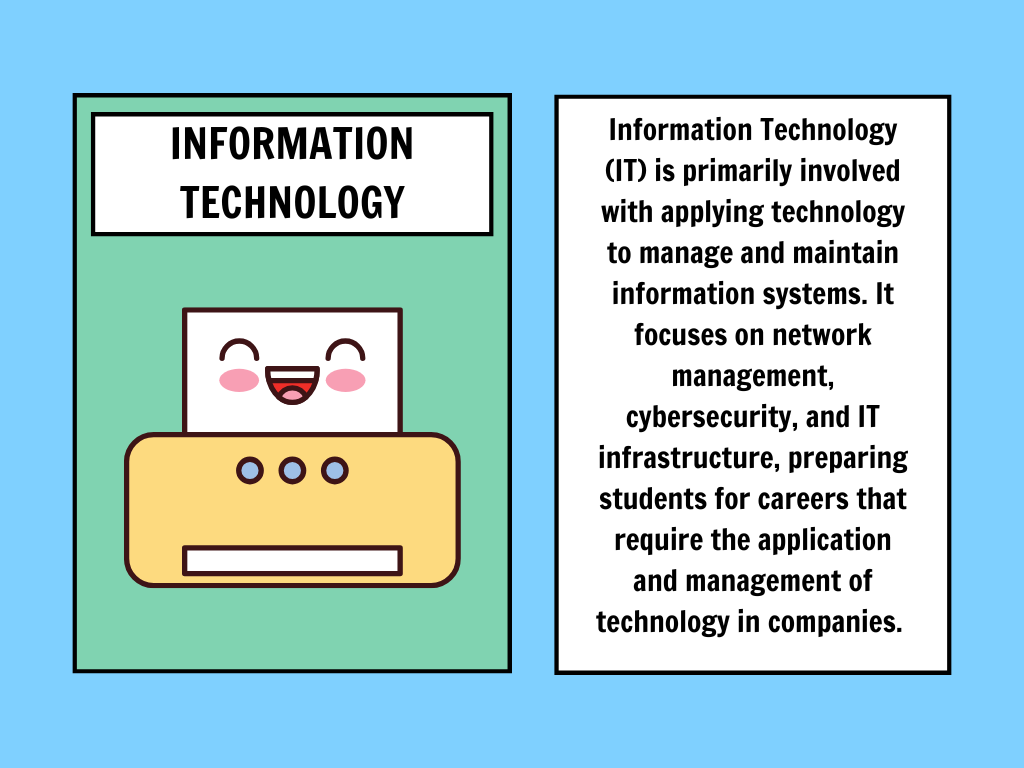 INFORMATION
TECHNOLOGY
Information Technology
(IT) is primarily involved
with applying technology
to manage and maintain
information systems. It
focuses on network
management,
cybersecurity, and IT
infrastructure, preparing
students for careers that
require the application
and management of
technology in companies.